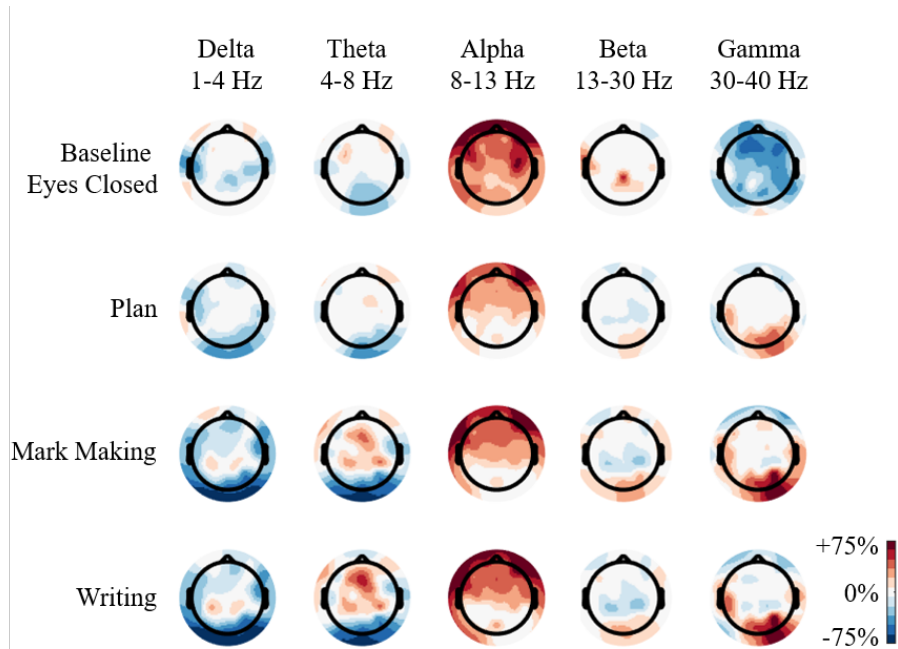 Delta Theta Alpha Beta Gamma
1-4 Hz 4-8 Hz 8-13 Hz 13-30 Hz 30-40 Hz
Baseline
Eyes Closed
Plan
Mark Making
Writing
+75%
0%
-75%